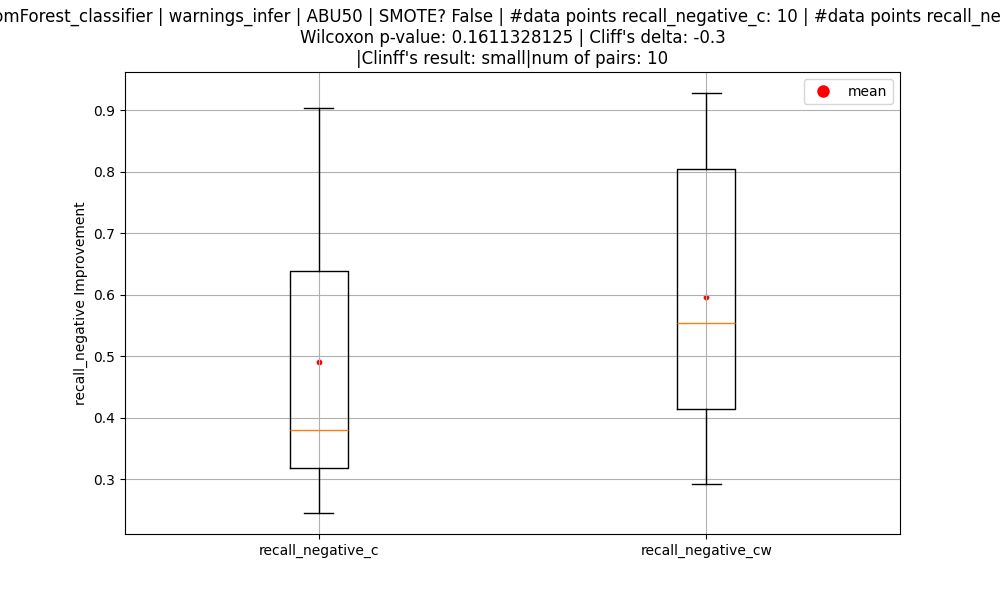 omForest_classifier | warnings_infer | ABU50 | SMOTE? False | #data points recall_negative_c: 10 | #data points recall_ne
Wilcoxon p-value: 0.1611328125 | Cliff's delta: -0.3
|Clinff's result: small|num of pairs: 10
mean
0.9
0.8
0.7
0.6
0.5
0.4
0.3
recall_negative Improvement
recall_negative_c
recall_negative_cw